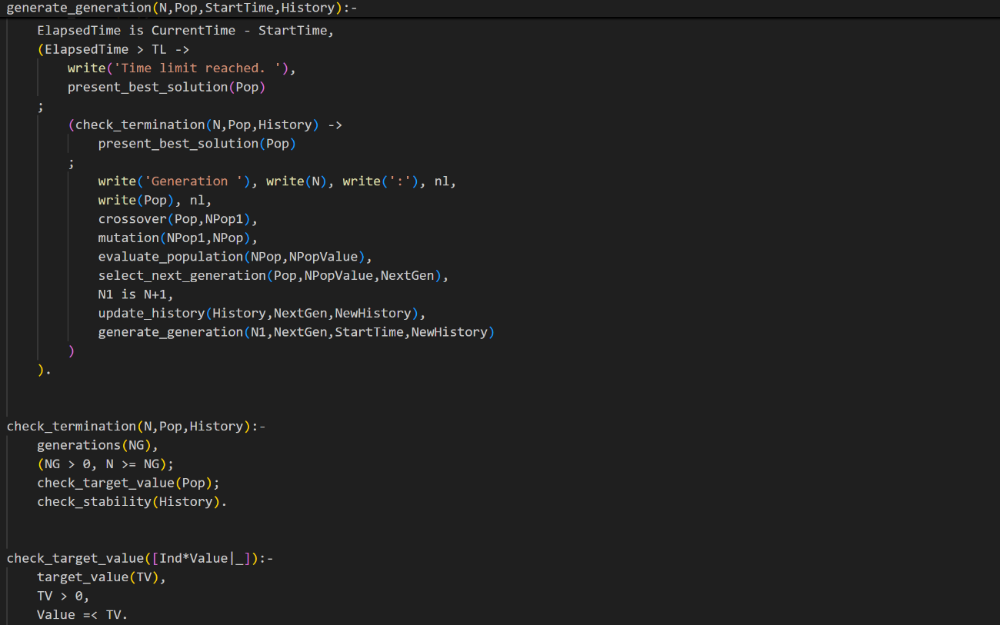 generate_generation(N,Pop,StartTime,History):-
    ElapsedTime is CurrentTime - StartTime,
    (ElapsedTime > TL ->
        write('Time limit reached. '),
        present_best_solution(Pop)
    ;
        (check_termination(N,Pop,History) ->
            present_best_solution(Pop)
        ;
            write('Generation '), write(N), write(':'), nl,
            write(Pop), nl,
            crossover(Pop,NPop1),
            mutation(NPop1,NPop),
            evaluate_population(NPop,NPopValue),
            select_next_generation(Pop,NPopValue,NextGen),
            N1 is N+1,
            update_history(History,NextGen,NewHistory),
            generate_generation(N1,NextGen,StartTime,NewHistory)
        )
    ).
check_termination(N,Pop,History):-
    generations(NG),
    (NG > 0, N >= NG);
    check_target_value(Pop);
    check_stability(History).
check_target_value([Ind*Value|_]):-
    target_value(TV),
    TV > 0,
    Value =< TV.